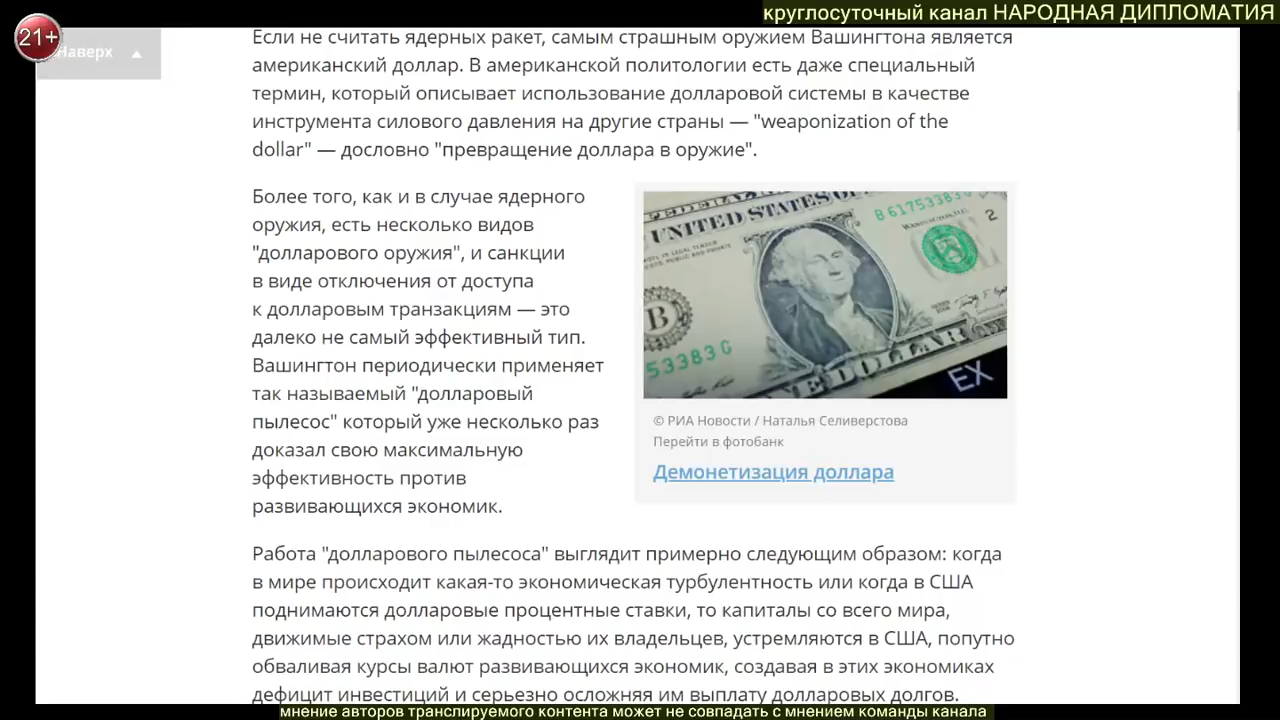 круглосуточный канал НАРОДНАЯ ДИПЛОМАТИЯ
21+
Наверх
Если не считать ядерных ракет, самым страшным оружием Вашингтона является
американский доллар. В американской политологии есть даже специальный
термин, который описывает использование долларовой системы в качестве
инструмента силового давления на другие страны — "weaponization of the
dollar" — дословно "превращение доллара в оружие".
Более того, как и в случае ядерного
оружия, есть несколько видов
"долларового оружия", и санкции
в виде отключения от доступа
к долларовым транзакциям — это
далеко не самый эффективный тип.
Вашингтон периодически применяет
так называемый "долларовый
пылесос" который уже несколько раз
доказал свою максимальную
эффективность против
развивающихся экономик.
UNITED STATES
B 6175338
WASHINGTON, D.C.
2
B
53383 G
ONE DOLLAR
EX
© РИА Новости / Наталья Селиверстова
Перейти в фотобанк
Демонетизация доллара
Работа "долларового пылесоса" выглядит примерно следующим образом: когда
в мире происходит какая-то экономическая турбулентность или когда в США
поднимаются долларовые процентные ставки, то капиталы со всего мира,
движимые страхом или жадностью их владельцев, устремляются в США, попутно
обваливая курсы валют развивающихся экономик, создавая в этих экономиках
дефицит инвестиций и серьезно осложняя им выплату долларовых долгов.
мнение авторов транслируемого контента может не совпадать с мнением команды канала